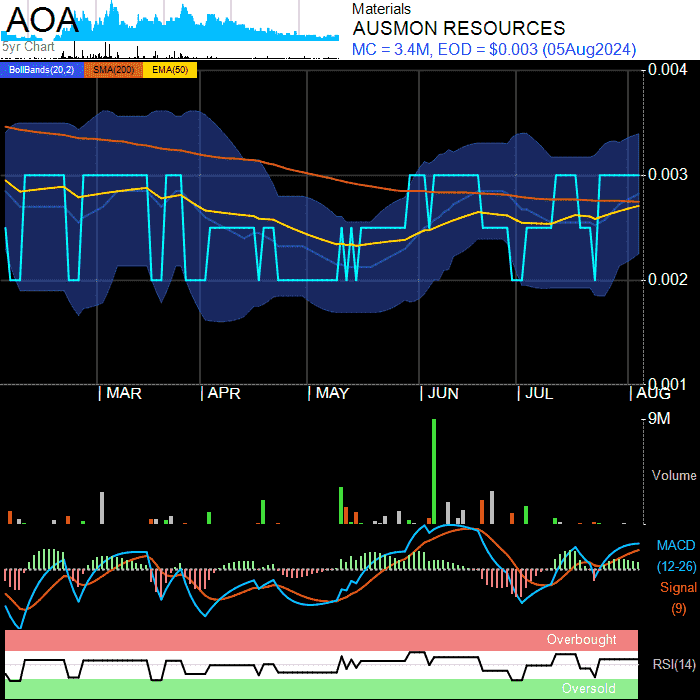 AOA
5yr Chart
Materials
AUSMON RESOURCES
MC = 3.4M, EOD = $0.003 (05Aug2024)
BollBands(20,2) SMA(200) EMA(50)
0.004
0.003
0.002
0.001
MAR APR MAY JUN JUL AUG
9M
Volume
MACD
(12-26)
Signal
(9)
Overbought
RSI(14)
Oversold